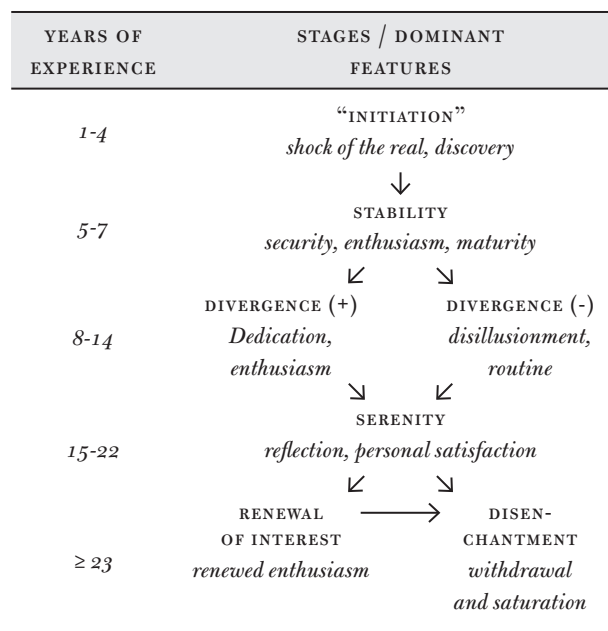 YEARS OF EXPERIENCE
STAGES / DOMINANT FEATURES
1-4
“INITIATION”
shock of the real, discovery
5-7
STABILITY
security, enthusiasm, maturity
8-14
DIVERGENCE (+)
Dedication,
enthusiasm
DIVERGENCE (-)
disillusionment,
routine
15-22
SERENITY
reflection, personal satisfaction
≥ 23
RENEWAL
OF INTEREST
renewed enthusiasm
DISEN-
CHANTMENT
withdrawal
and saturation